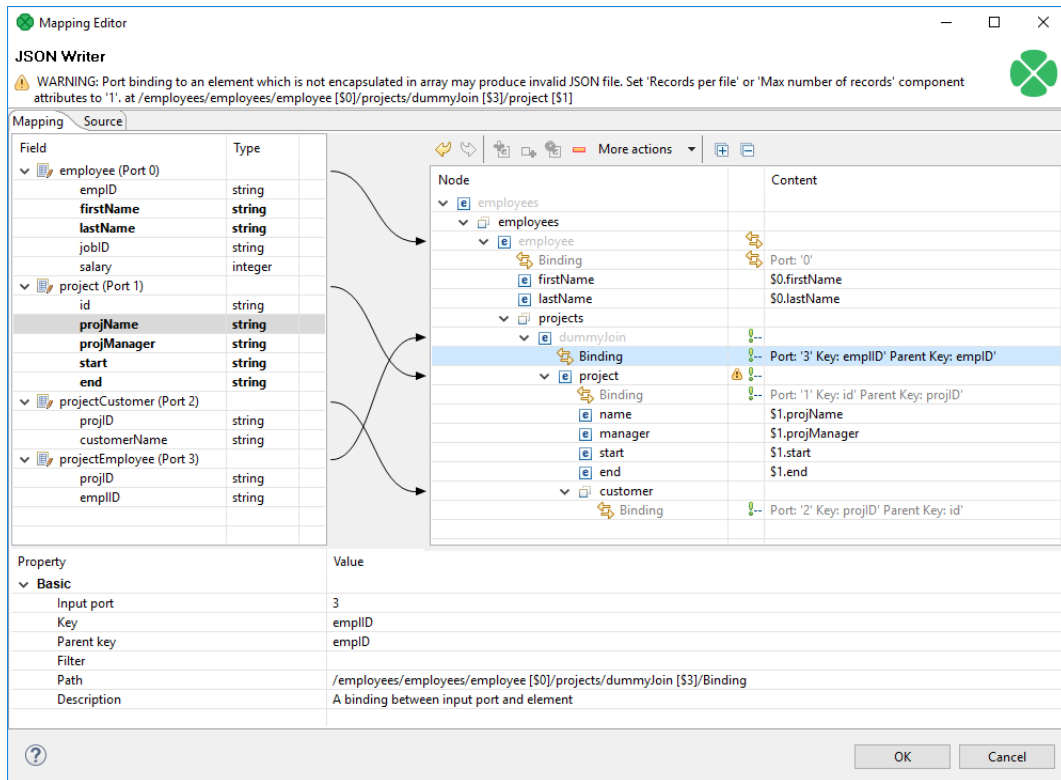 Mapping Editor
JSON Writer
WARNING: Port binding to an element which is not encapsulated in array may produce invalid JSON file. Set 'Records per file' or 'Max number of records' component
attributes to '1'. at /employees/employees/employee [$0]/projects/dummyJoin [$3]/project [$1]
Mapping Source
Field Type
employee (Port 0)
empID string
firstName string
lastName string
jobID string
salary integer
project (Port 1)
id string
projName string
projManager string
start string
end string
projectCustomer (Port 2)
projID string
customerName string
projectEmployee (Port 3)
projID string
emplID string
More actions
Node Content
employees
employees
employee
Binding Port: '0'
firstName $0.firstName
lastName $0.lastName
projects
dummyJoin
Binding Port: '3' Key: emplID' Parent Key: empID'
project
Binding Port: '1' Key: id' Parent Key: projID'
name $1.projName
manager $1.projManager
start $1.start
end $1.end
customer
Binding Port: '2' Key: projID' Parent Key: id'
Property Value
Basic
Input port 3
Key emplID
Parent key empID
Filter
Path /employees/employees/employee [$0]/projects/dummyJoin [$3]/Binding
Description A binding between input port and element
OK Cancel